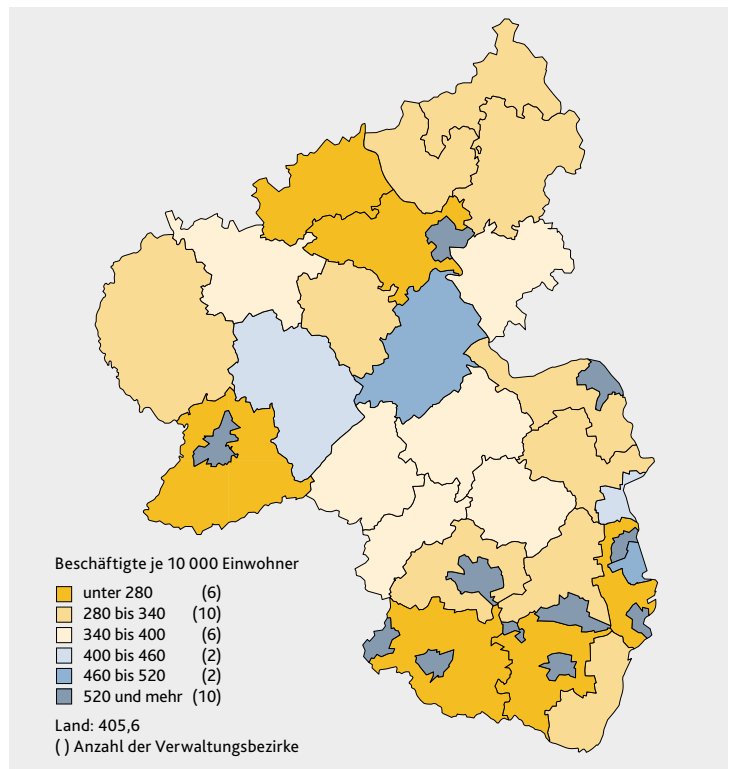 Beschäftigte je 10 000 Einwohner
unter 280 (6)
280 bis 340 (10)
340 bis 400 (6)
400 bis 460 (2)
460 bis 520 (2)
520 und mehr (10)
Land: 405,6
( ) Anzahl der Verwaltungsbezirke